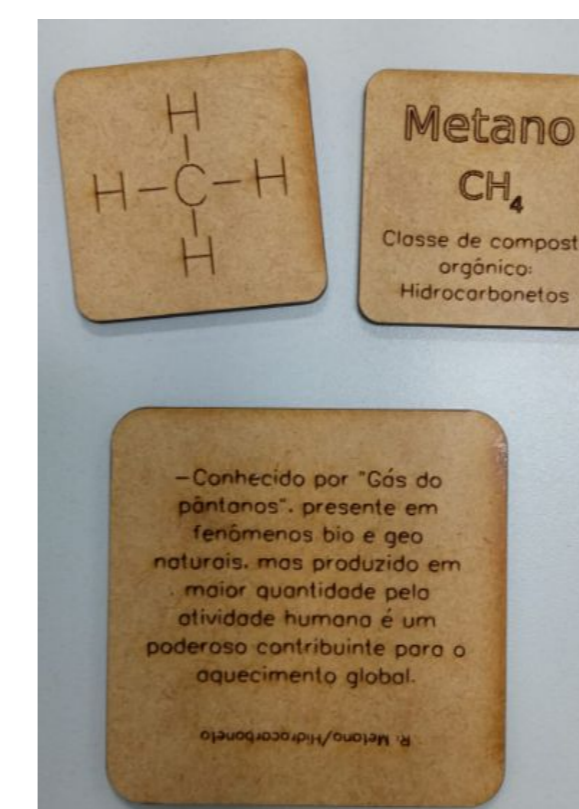 H
H-C-H
H
Metano
CH₄
Classe de compost
orgânico:
Hidrocarbonetos
-Conhecido por "Gás do
pântanos", presente em
fenômenos bio e geo
naturais, mas produzido em
maior quantidade pela
atividade humana é um
poderoso contribuinte para o
aquecimento global.
R: Metano/Hidrocarboneto